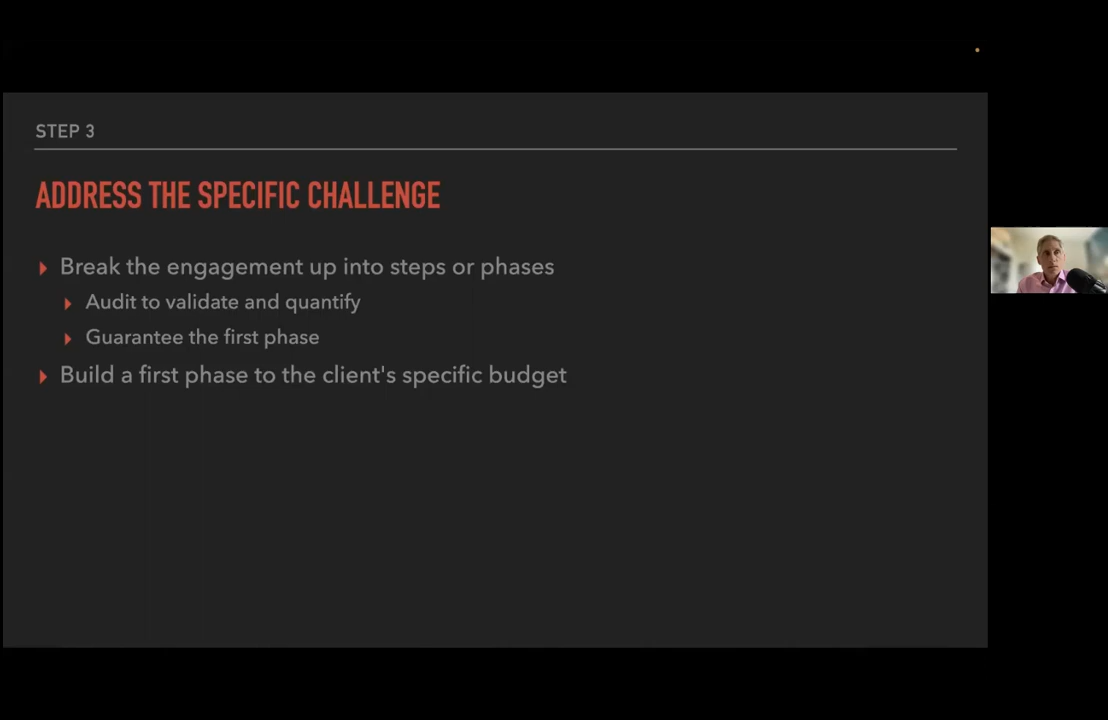 STEP 3
ADDRESS THE SPECIFIC CHALLENGE
Break the engagement up into steps or phases
Audit to validate and quantify
Guarantee the first phase
Build a first phase to the client's specific budget